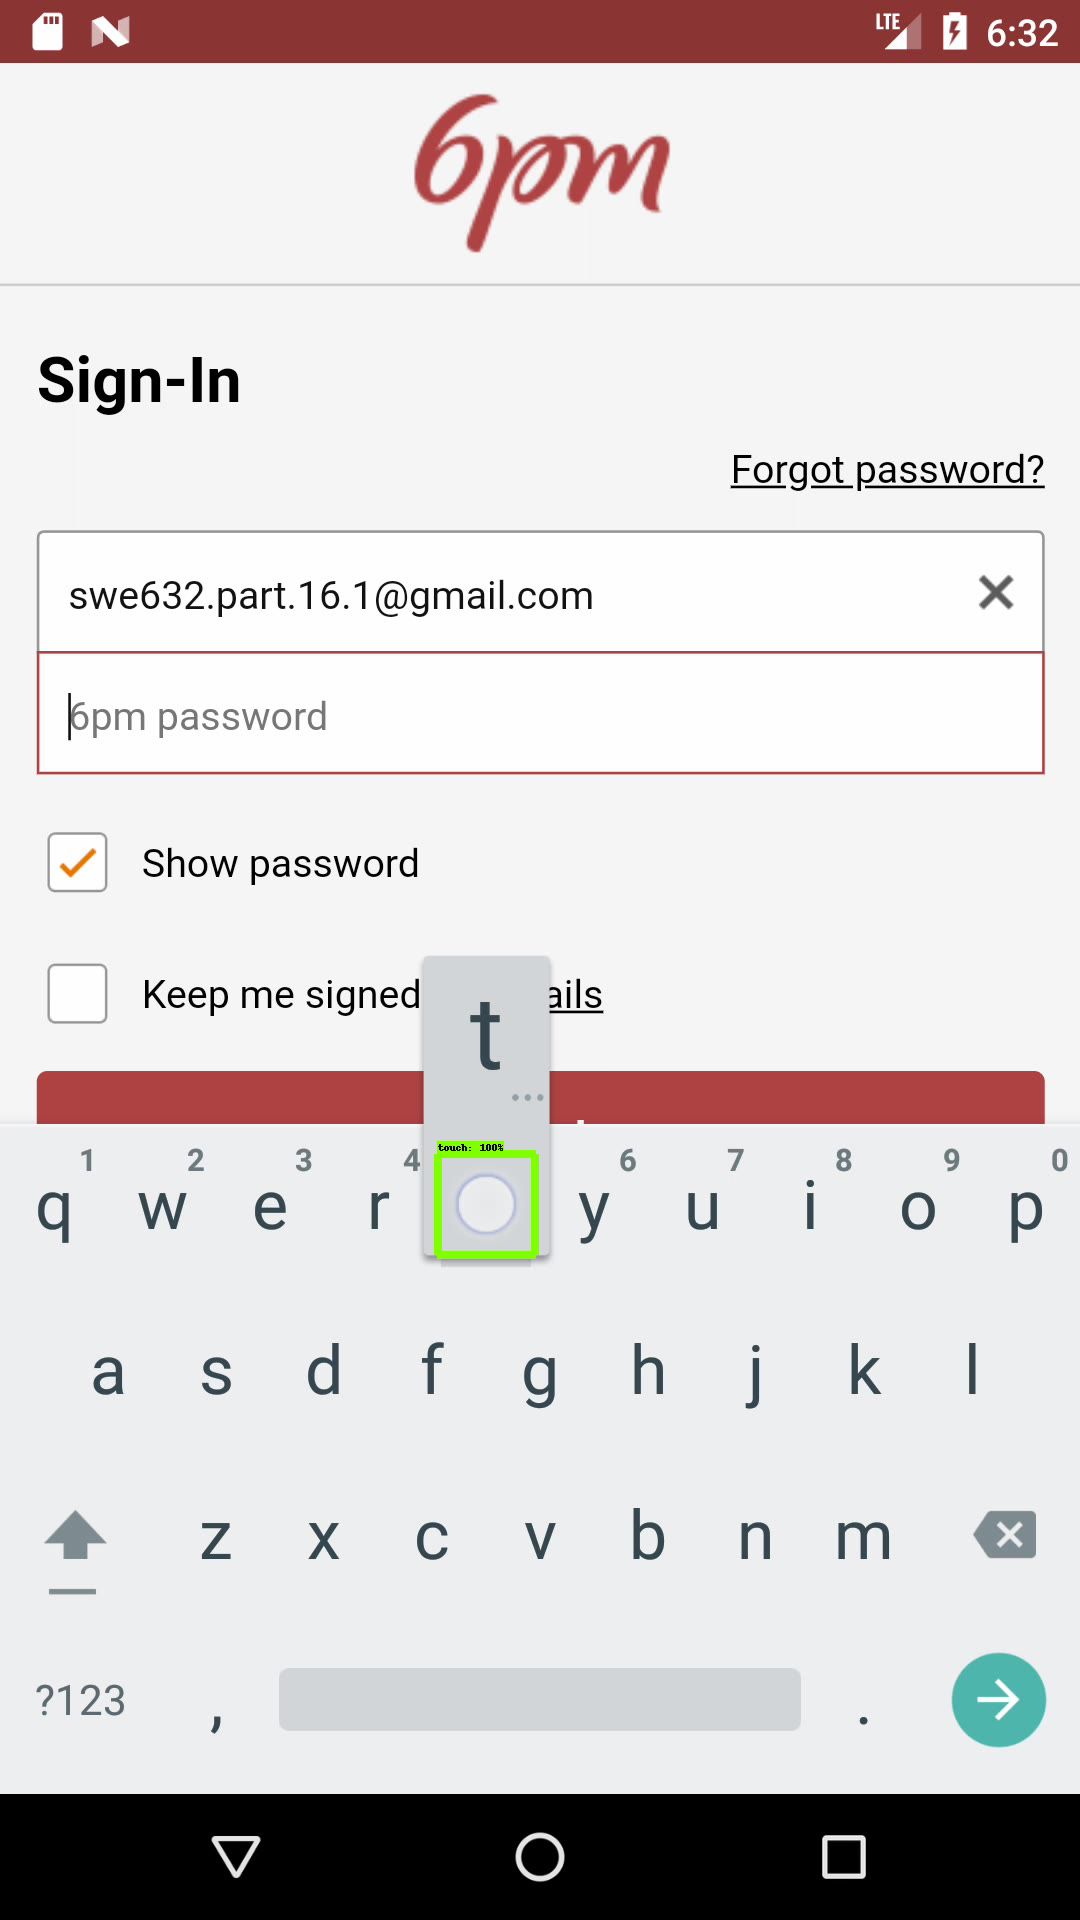 LTE 6:32
6pm
Sign-In
Forgot password?
swe632.part.16.1@gmail.com
6pm password
Show password
Keep me signed ails
t
...
touch: 100%
1 2 3 4 6 7 8 9 0
q w e r y u i o p
a s d f g h j k l
z x c v b n m
?123 , .